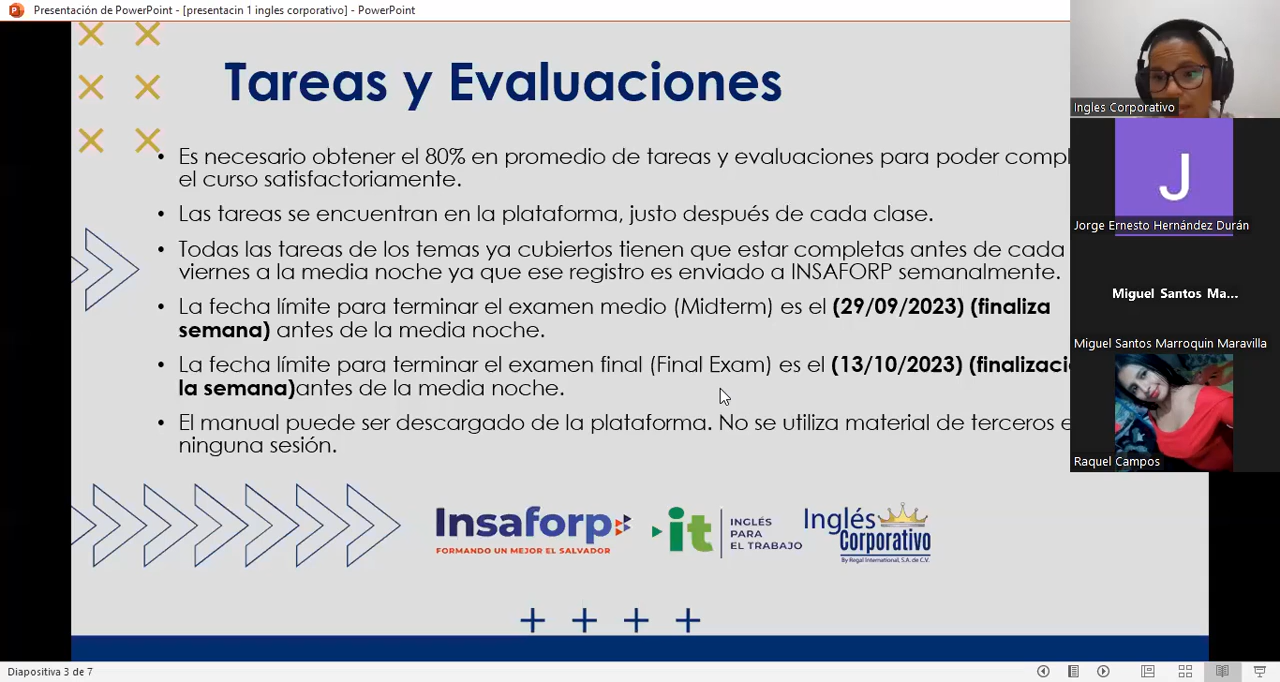 Presentación de PowerPoint - [presentacin 1 ingles corporativo] - PowerPoint
Tareas y Evaluaciones
• Es necesario obtener el 80% en promedio de tareas y evaluaciones para poder compl
el curso satisfactoriamente.
• Las tareas se encuentran en la plataforma, justo después de cada clase.
• Todas las tareas de los temas ya cubiertos tienen que estar completas antes de cada
viernes a la media noche ya que ese registro es enviado a INSAFORP semanalmente.
• La fecha límite para terminar el examen medio (Midterm) es el (29/09/2023) (finaliza
semana) antes de la media noche.
• La fecha límite para terminar el examen final (Final Exam) es el (13/10/2023) (finalizaci
la semana)antes de la media noche.
• El manual puede ser descargado de la plataforma. No se utiliza material de terceros e
ninguna sesión.
Insaforp
FORMANDO UN MEJOR EL SALVADOR
it
INGLÉS
PARA
EL TRABAJO
Inglés
Corporativo
By Regal International, S.A. de C.V.
Ingles Corporativo
J
Jorge Ernesto Hernández Durán
Miguel Santos Ma...
Miguel Santos Marroquin Maravilla
Raquel Campos
Diapositiva 3 de 7